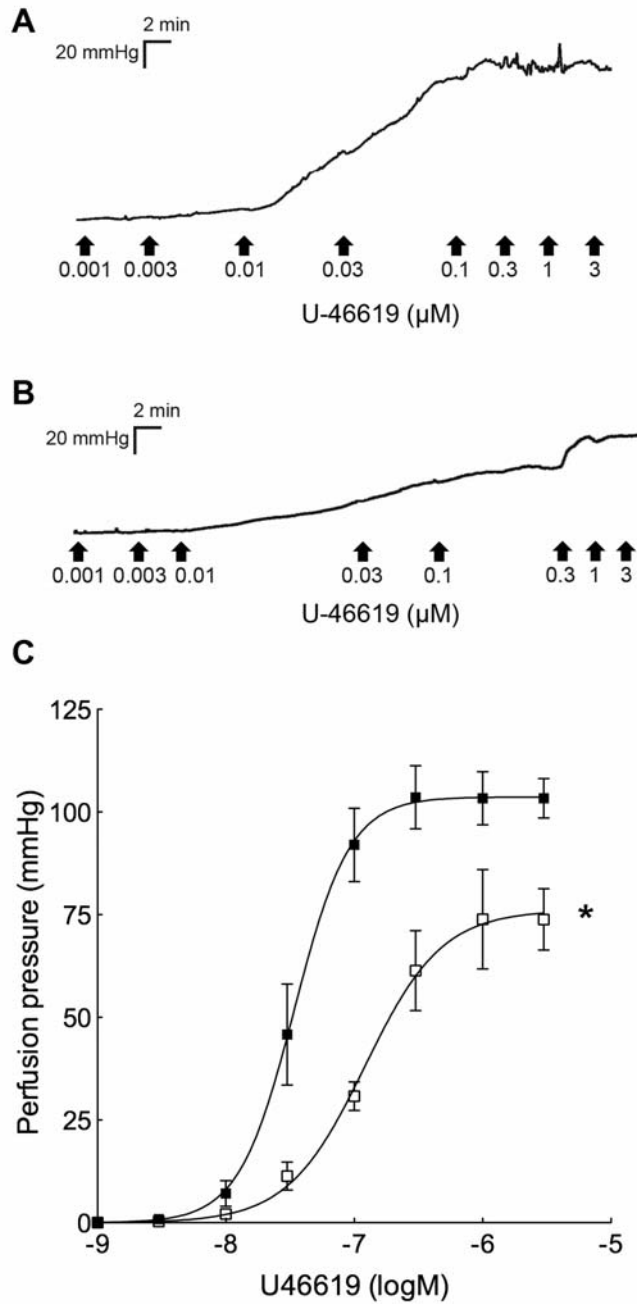 A
2 min
20 mmHg
0.001 0.003 0.01 0.03 0.1 0.3 1 3
U-46619 (µM)
B
2 min
20 mmHg
0.001 0.003 0.01 0.03 0.1 0.3 1 3
U-46619 (µM)
C
125
100
75
50
25
0
*
Perfusion pressure (mmHg)
-9 -8 -7 -6 -5
U46619 (logM)